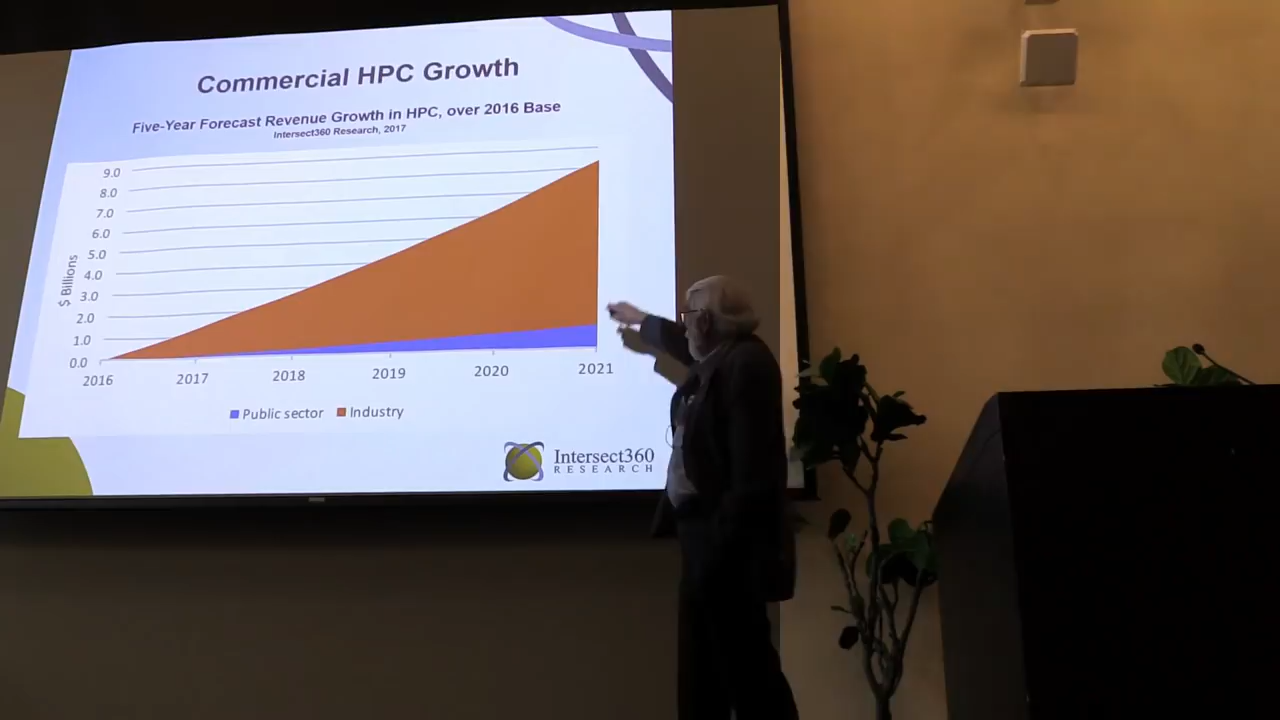 Commercial HPC Growth
Five-Year Forecast Revenue Growth in HPC, over 2016 Base
Intersect360 Research, 2017
9.0
8.0
7.0
6.0
5.0
4.0
3.0
2.0
1.0
0.0
$ Billions
2016 2017 2018 2019 2020 2021
Public sector Industry
Intersect360
RESEARCH